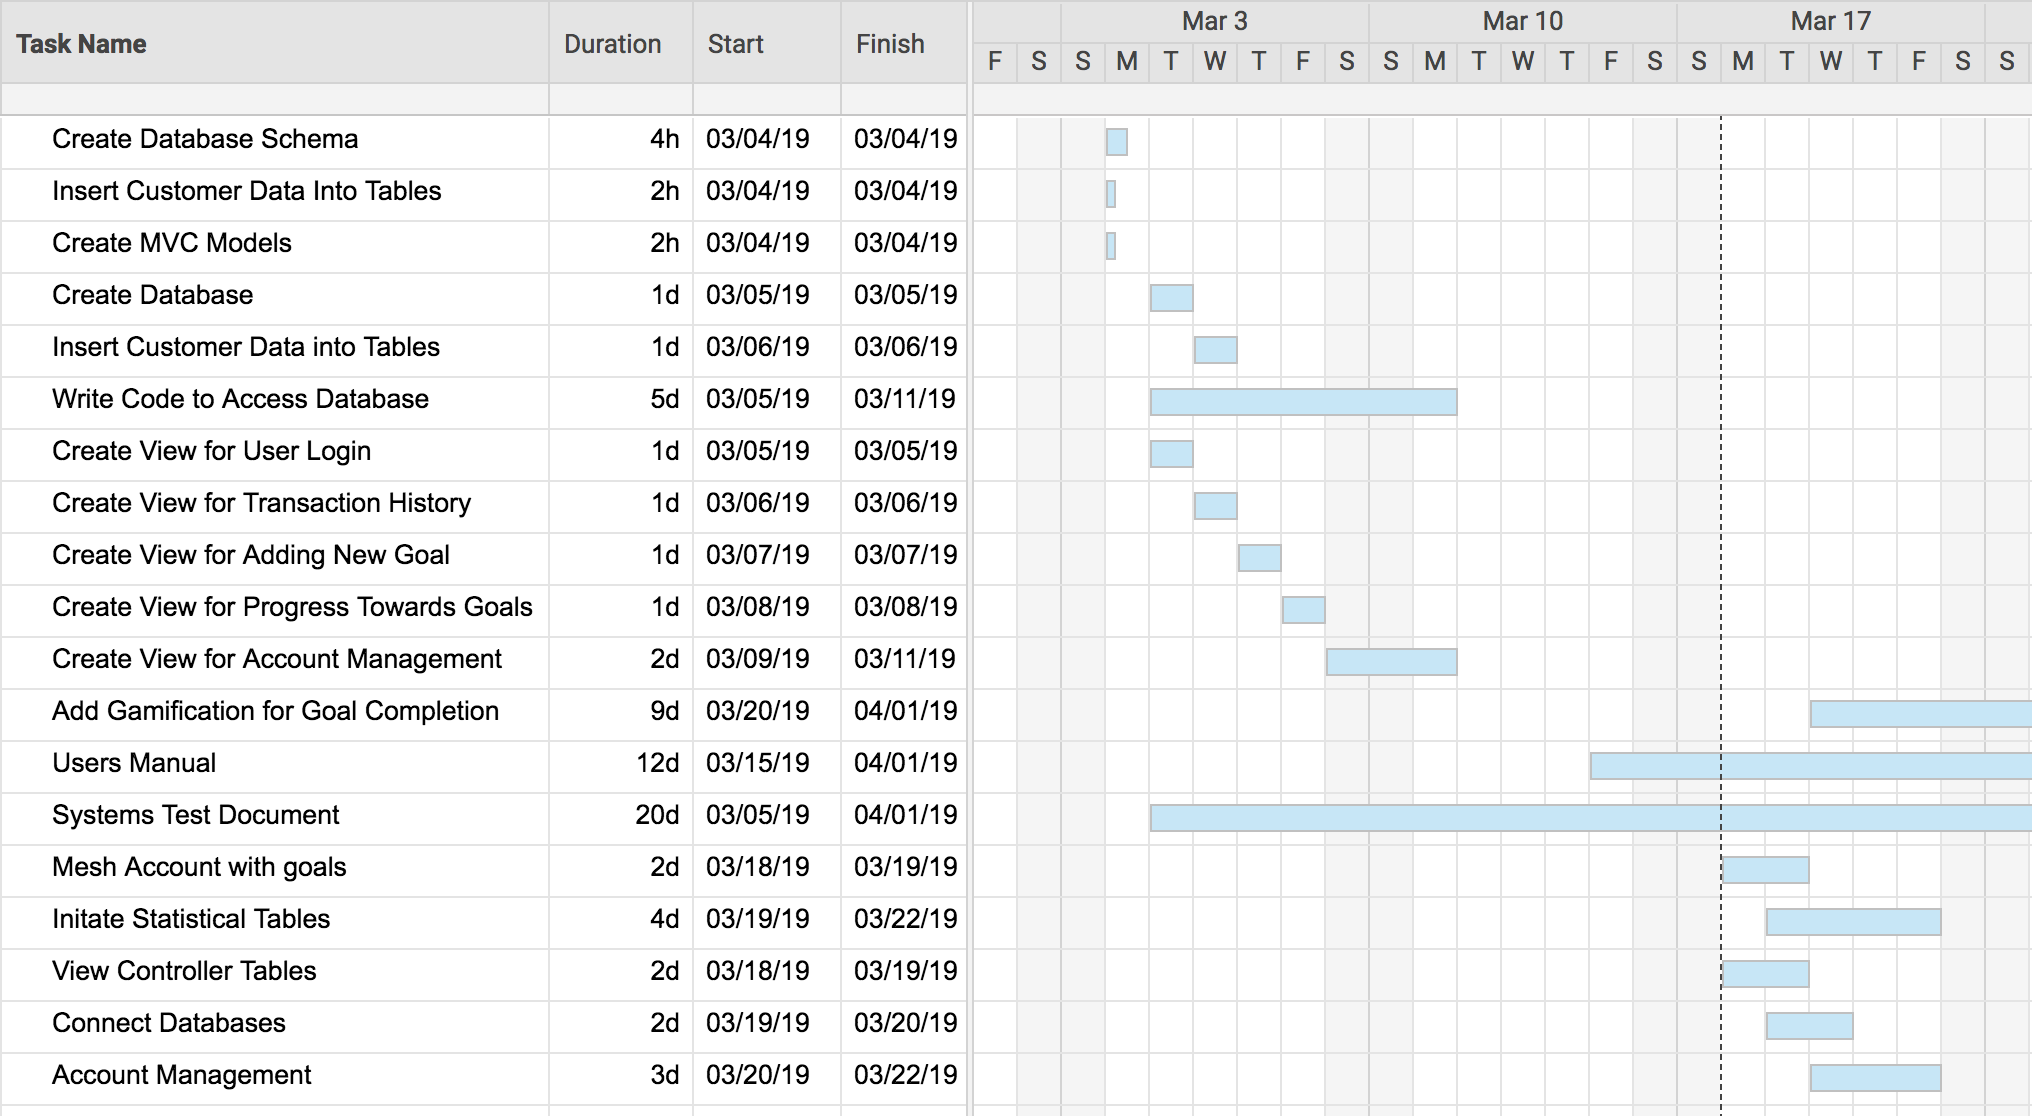 Task Name Duration Start Finish Mar 3 Mar 10 Mar 17
F S S M T W T F S S M T W T F S S M T W T F S S
Create Database Schema 4h 03/04/19 03/04/19
Insert Customer Data Into Tables 2h 03/04/19 03/04/19
Create MVC Models 2h 03/04/19 03/04/19
Create Database 1d 03/05/19 03/05/19
Insert Customer Data into Tables 1d 03/06/19 03/06/19
Write Code to Access Database 5d 03/05/19 03/11/19
Create View for User Login 1d 03/05/19 03/05/19
Create View for Transaction History 1d 03/06/19 03/06/19
Create View for Adding New Goal 1d 03/07/19 03/07/19
Create View for Progress Towards Goals 1d 03/08/19 03/08/19
Create View for Account Management 2d 03/09/19 03/11/19
Add Gamification for Goal Completion 9d 03/20/19 04/01/19
Users Manual 12d 03/15/19 04/01/19
Systems Test Document 20d 03/05/19 04/01/19
Mesh Account with goals 2d 03/18/19 03/19/19
Initate Statistical Tables 4d 03/19/19 03/22/19
View Controller Tables 2d 03/18/19 03/19/19
Connect Databases 2d 03/19/19 03/20/19
Account Management 3d 03/20/19 03/22/19